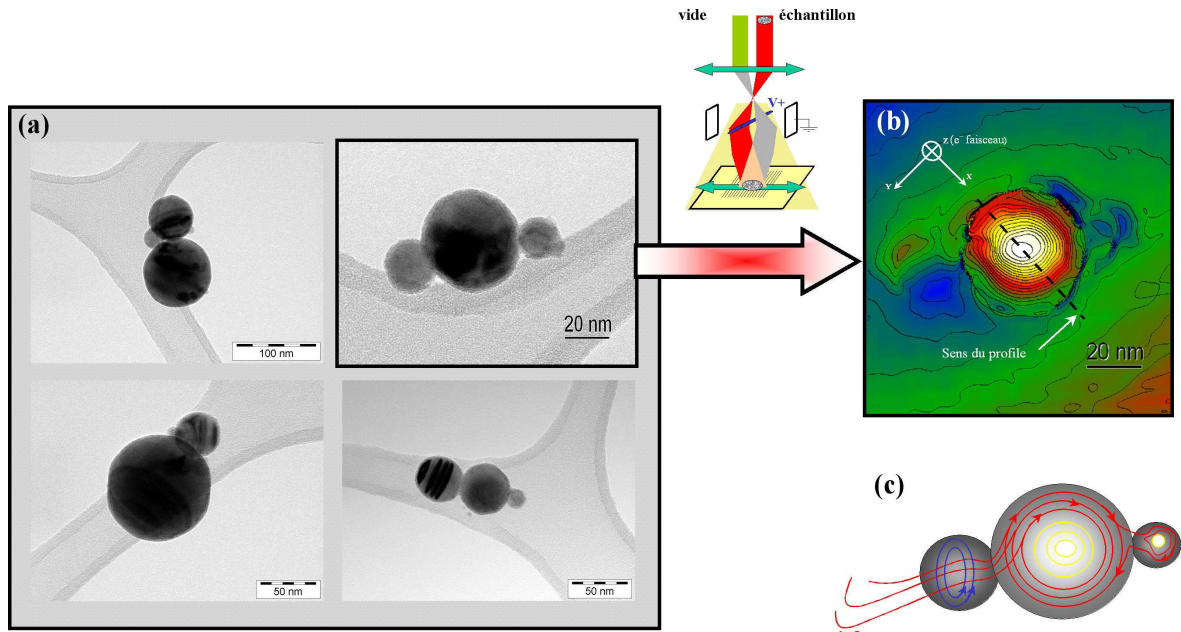 vide
échantillon
V+
(a)
100 nm
20 nm
50 nm
50 nm
(b)
z (e⁻ faisceau)
Y
X
Sens du profile
20 nm
(c)